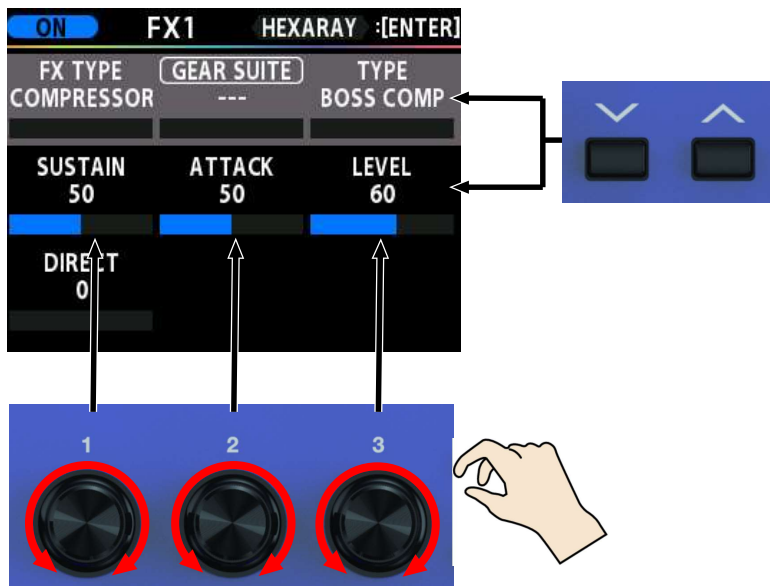 ON FX1 HEXARAY :[ENTER]
FX TYPE GEAR SUITE TYPE
COMPRESSOR --- BOSS COMP
SUSTAIN ATTACK LEVEL
50 50 60
DIRECT
0
1 2 3